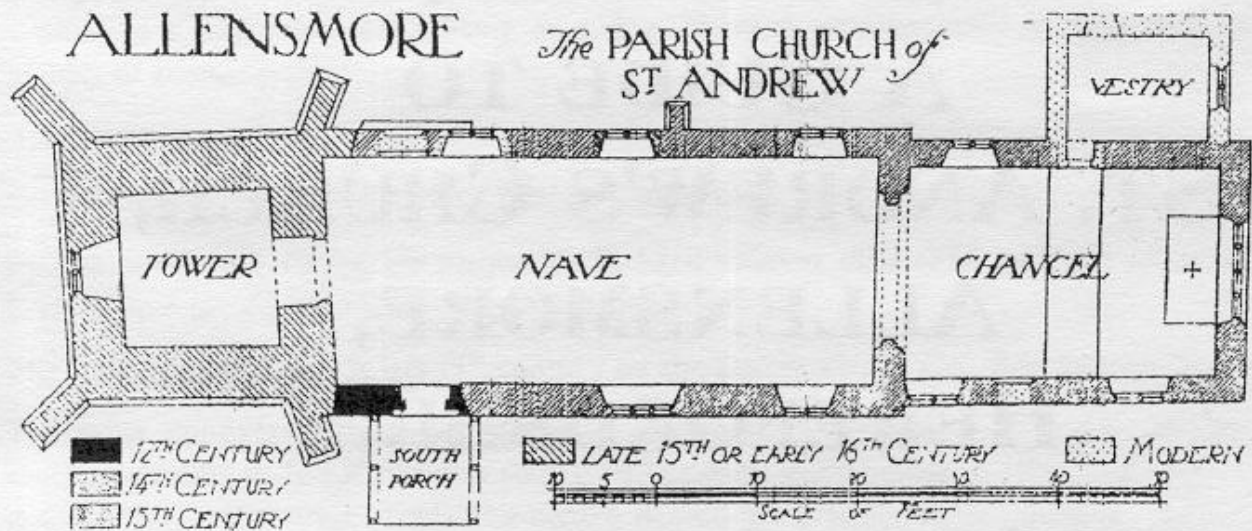 ALLENSMORE
The PARISH CHURCH of
ST ANDREW
VESTRY
TOWER
NAVE
CHANCEL
SOUTH
PORCH
12TH CENTURY
14TH CENTURY
15TH CENTURY
LATE 15TH OR EARLY 16TH CENTURY
MODERN
10 5 0 10 20 30 40 50
SCALE OF FEET